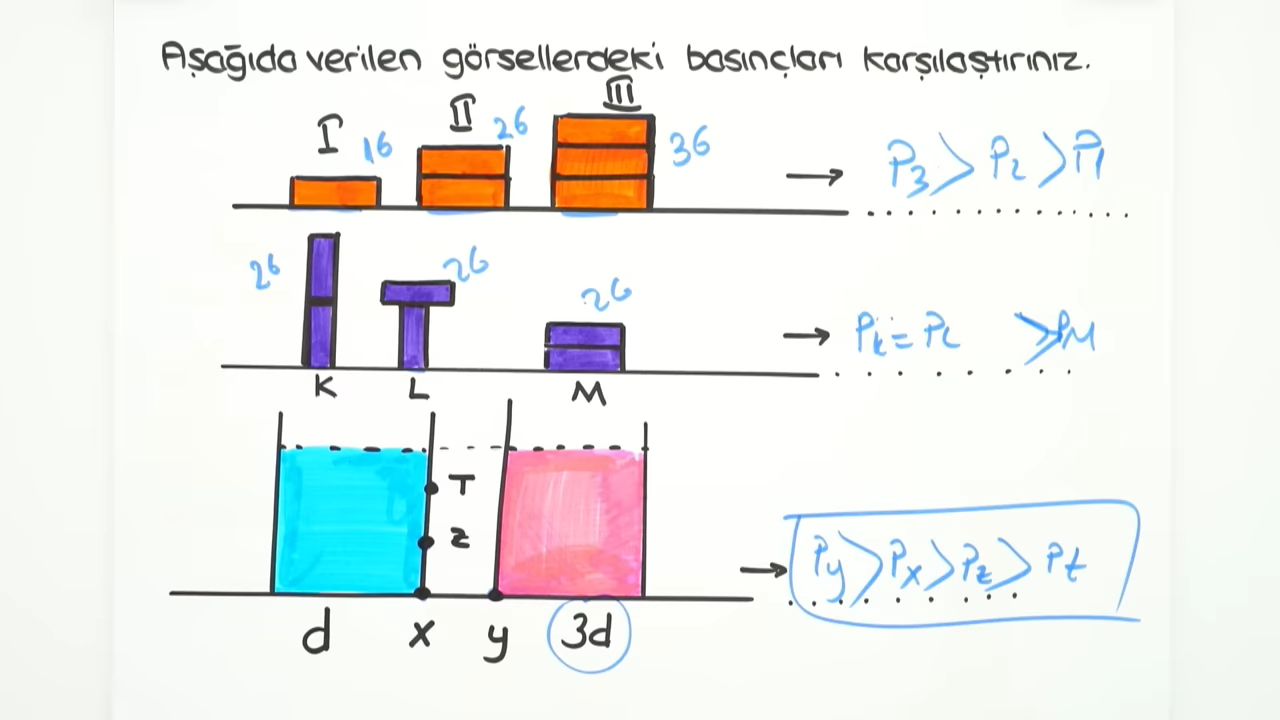 Aşağıda verilen görsellerdeki basınçları karşılaştırınız.
I II III
1G 2G 3G
→ P3 > P2 > P1
2G 2G 2G
→ PK = PL > PM
K L M
T
z
→ Py > Px > Pz > Pt
d x y 3d